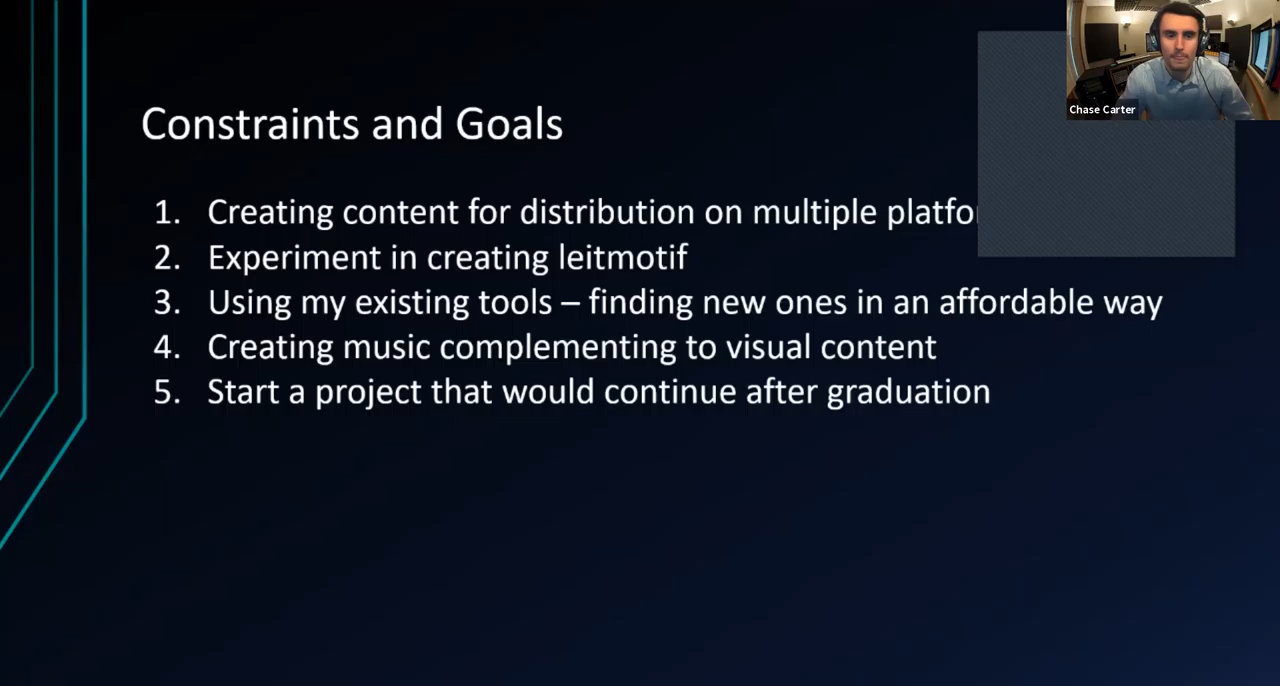 Chase Carter
Constraints and Goals
1. Creating content for distribution on multiple
2. Experiment in creating leitmotif
3. Using my existing tools – finding new ones in an affordable way
4. Creating music complementing to visual content
5. Start a project that would continue after graduation